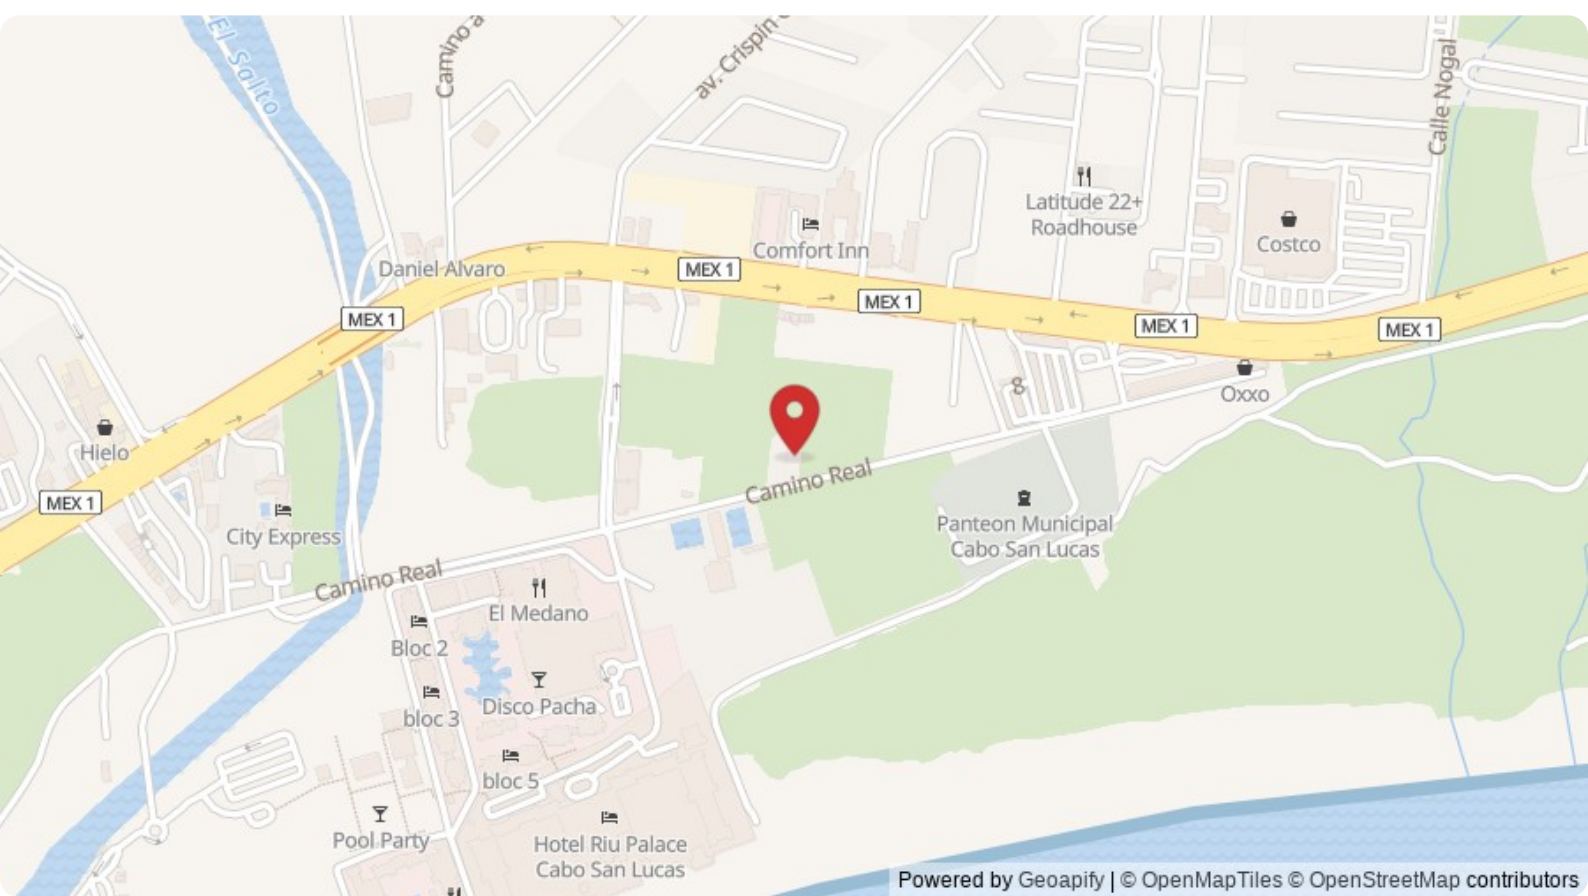 El Salto
Camino a
av. Crispin
Calle Nogal
Latitude 22+
Roadhouse
Costco
Comfort Inn
Daniel Alvaro
MEX 1
MEX 1
MEX 1
MEX 1
MEX 1
MEX 1
8
Oxxo
Hielo
Camino Real
City Express
Panteon Municipal
Cabo San Lucas
Camino Real
El Medano
Bloc 2
Disco Pacha
bloc 3
bloc 5
Pool Party
Hotel Riu Palace
Cabo San Lucas
Powered by Geoapify | © OpenMapTiles © OpenStreetMap contributors